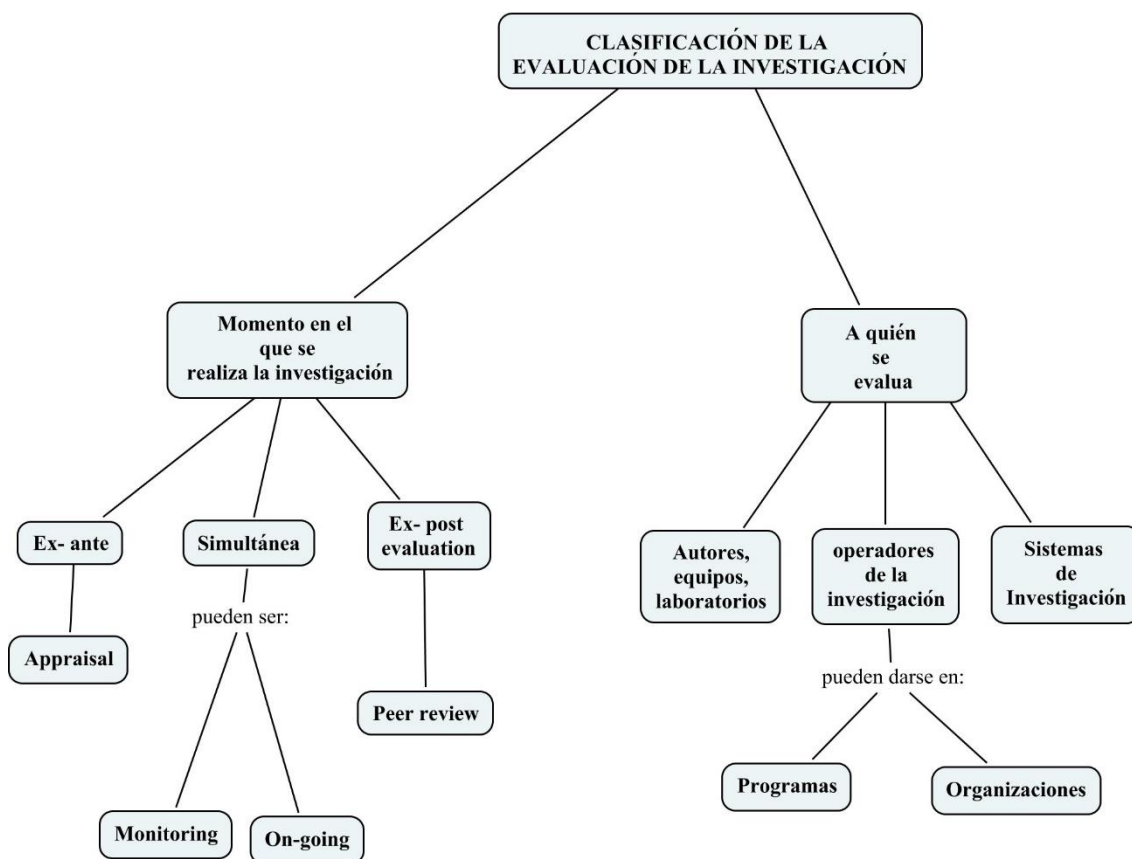 CLASIFICACIÓN DE LA
EVALUACIÓN DE LA INVESTIGACIÓN
Momento en el
que se
realiza la investigación
A quién
se
evalua
Ex- ante
Simultánea
Ex- post
evaluation
Autores,
equipos,
laboratorios
operadores
de la
investigación
Sistemas
de
Investigación
pueden ser:
Appraisal
pueden darse en:
Peer review
Programas
Organizaciones
Monitoring
On-going